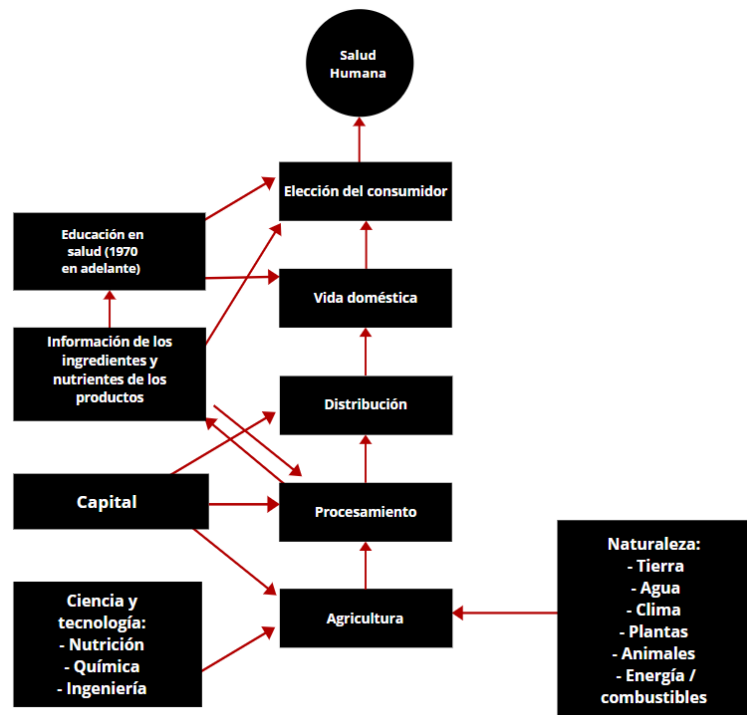 Salud
Humana
Elección del consumidor
Educación en
salud (1970
en adelante)
Vida doméstica
Información de los
ingredientes y
nutrientes de los
productos
Distribución
Capital
Procesamiento
Ciencia y
tecnología:
- Nutrición
- Química
- Ingeniería
Agricultura
Naturaleza:
- Tierra
- Agua
- Clima
- Plantas
- Animales
- Energía /
combustibles